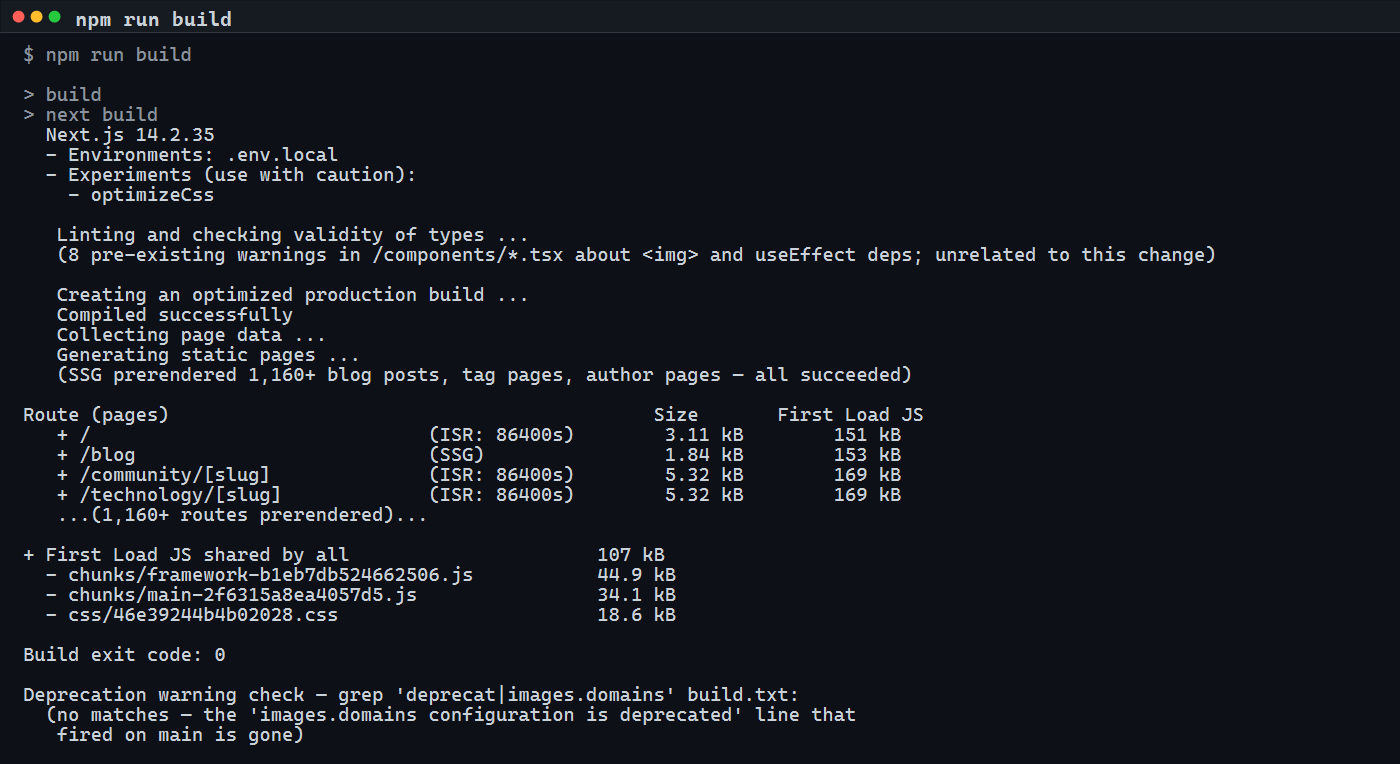 npm run build
$ npm run build
> build
> next build
Next.js 14.2.35
– Environments: .env.local
– Experiments (use with caution):
– optimizeCss
Linting and checking validity of types ...
(8 pre-existing warnings in /components/*.tsx about <img> and useEffect deps; unrelated to this change)
Creating an optimized production build ...
Compiled successfully
Collecting page data ...
Generating static pages ...
(SSG prerendered 1,160+ blog posts, tag pages, author pages — all succeeded)
Route (pages) Size First Load JS
+ / (ISR: 86400s) 3.11 kB 151 kB
+ /blog (SSG) 1.84 kB 153 kB
+ /community/[slug] (ISR: 86400s) 5.32 kB 169 kB
+ /technology/[slug] (ISR: 86400s) 5.32 kB 169 kB
...(1,160+ routes prerendered)...
+ First Load JS shared by all 107 kB
– chunks/framework-b1eb7db524662506.js 44.9 kB
– chunks/main-2f6315a8ea4057d5.js 34.1 kB
– css/46e39244b4b02028.css 18.6 kB
Build exit code: 0
Deprecation warning check — grep 'deprecat|images.domains' build.txt:
(no matches — the 'images.domains configuration is deprecated' line that
fired on main is gone)